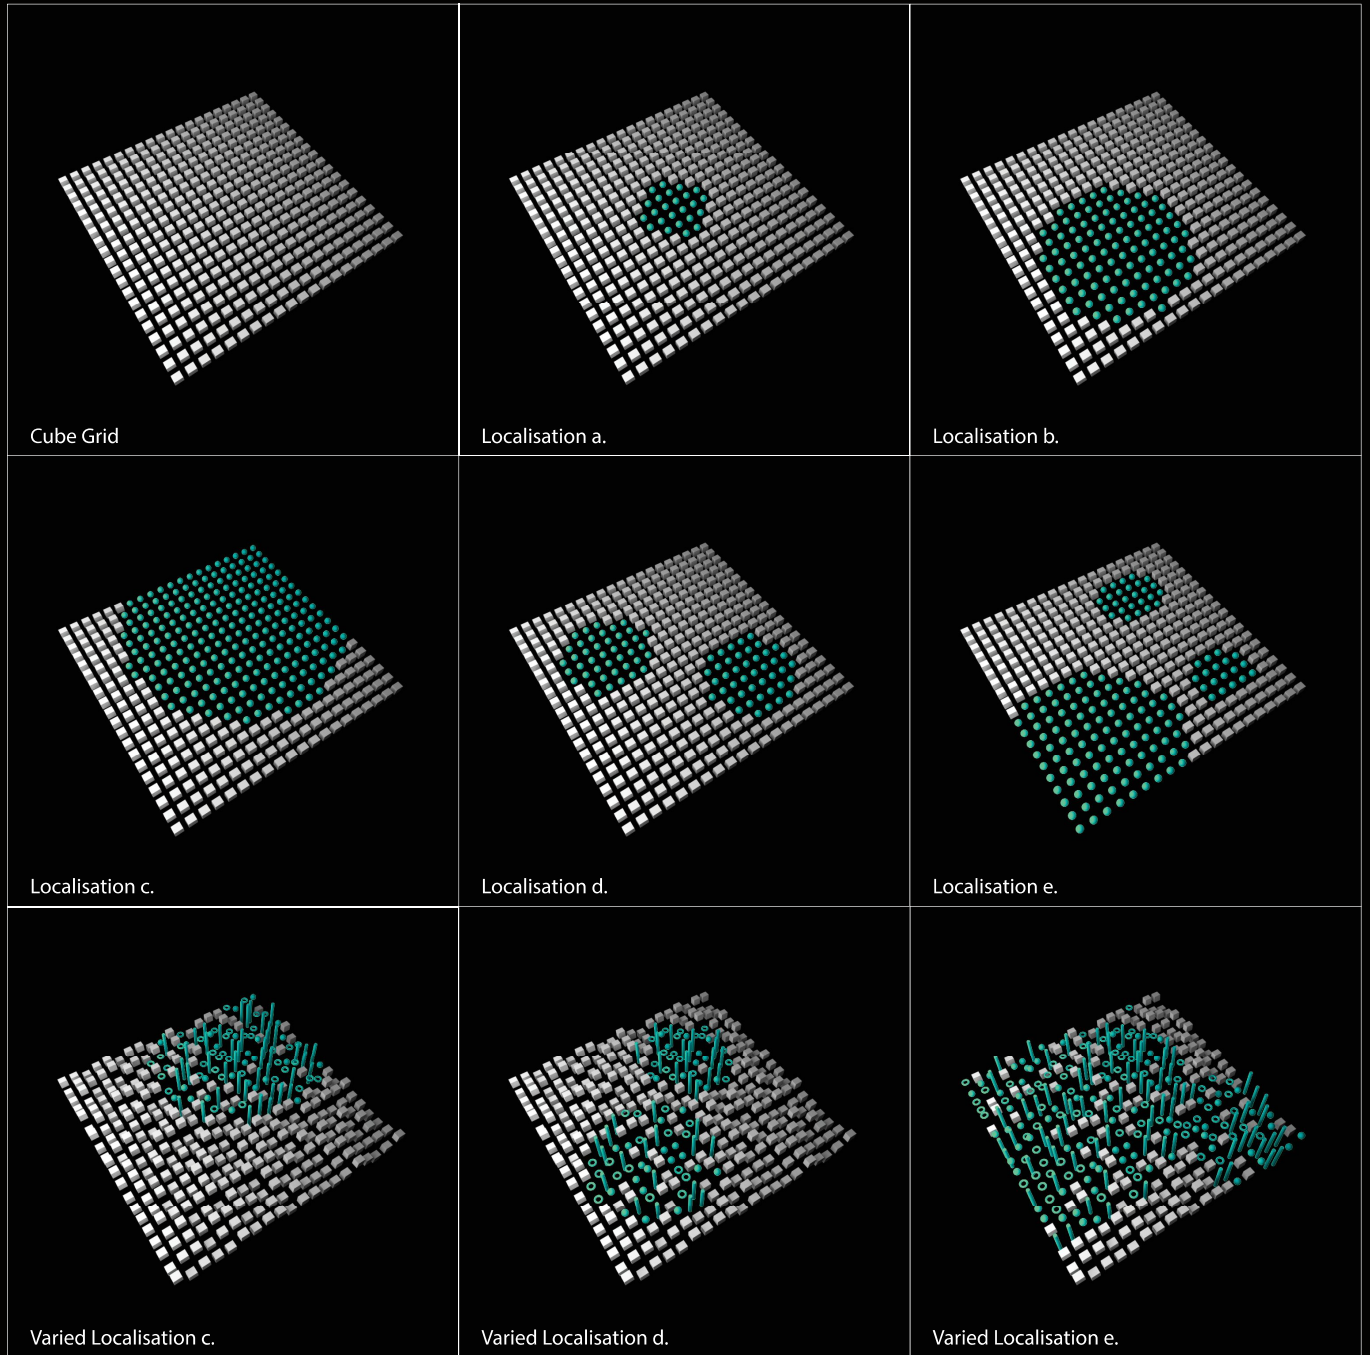 Cube Grid
Localisation a.
Localisation b.
Localisation c.
Localisation d.
Localisation e.
Varied Localisation c.
Varied Localisation d.
Varied Localisation e.